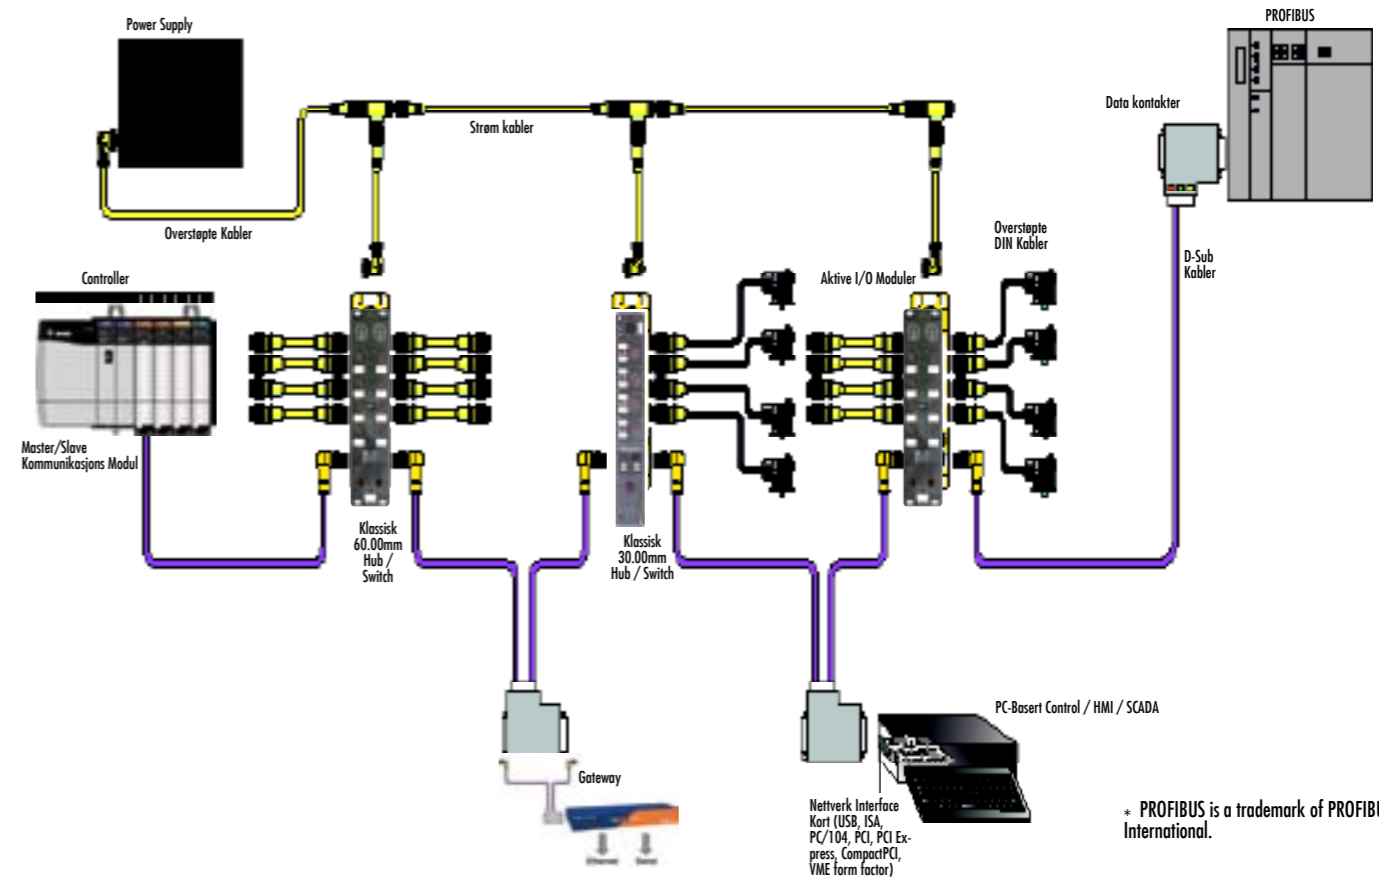 Power Supply
PROFIBUS
Data kontakter
Strøm kabler
Overstøpte Kabler
Overstøpte
DIN Kabler
D-Sub
Kabler
Controller
Aktive I/O Moduler
Master/Slave
Kommunikasjons Modul
Klassisk
60.00mm
Hub /
Switch
Klassisk
30.00mm
Hub / Switch
PC-Basert Control / HMI / SCADA
Gateway
Nettverk Interface
Kort (USB, ISA,
PC/104, PCI, PCI Ex-
press, CompactPCI,
VME form factor)
* PROFIBUS is a trademark of PROFIBU
International.
Ethernet
Serial